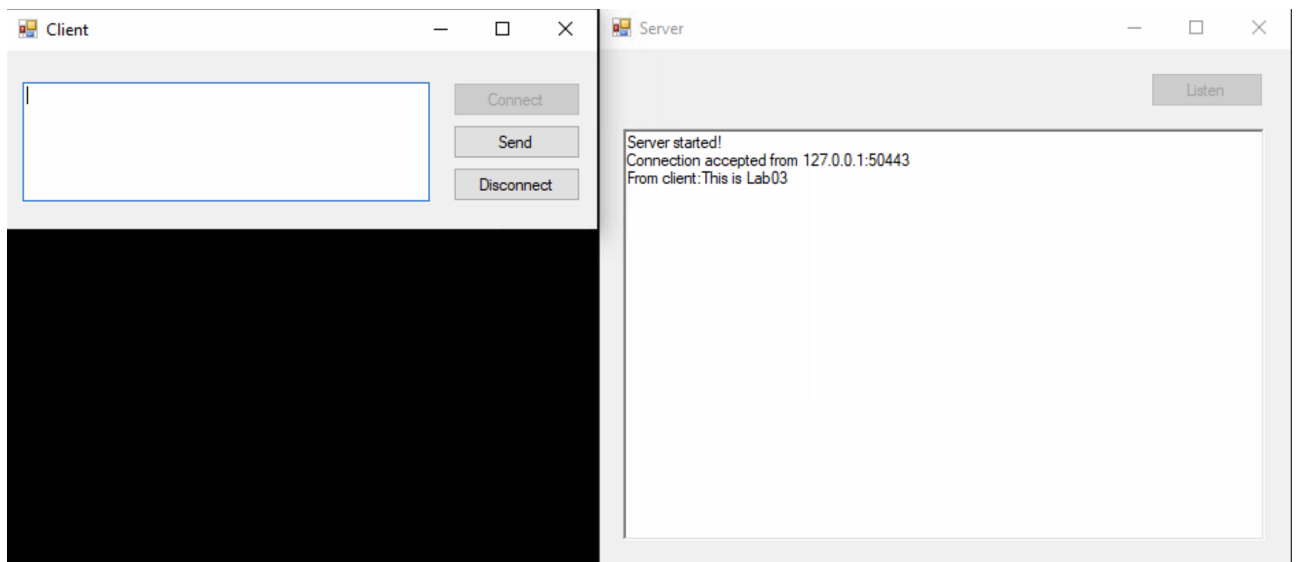 Client
Connect
Send
Disconnect
Server
Listen
Server started!
Connection accepted from 127.0.0.1:50443
From client:This is Lab03